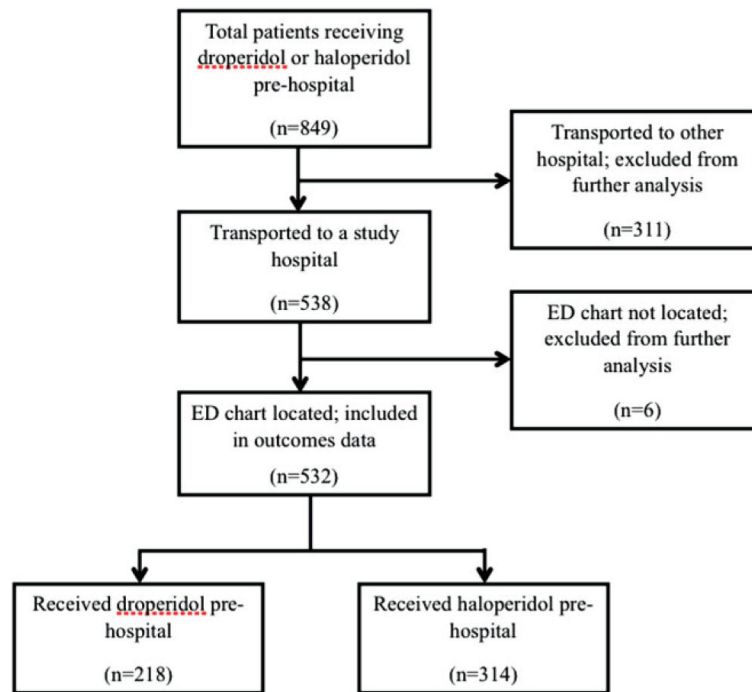 Total patients receiving
droperidol or haloperidol
pre-hospital
(n=849)
Transported to other
hospital; excluded from
further analysis
(n=311)
Transported to a study
hospital
(n=538)
ED chart not located;
excluded from further
analysis
(n=6)
ED chart located; included
in outcomes data
(n=532)
Received droperidol pre-
hospital
(n=218)
Received haloperidol pre-
hospital
(n=314)